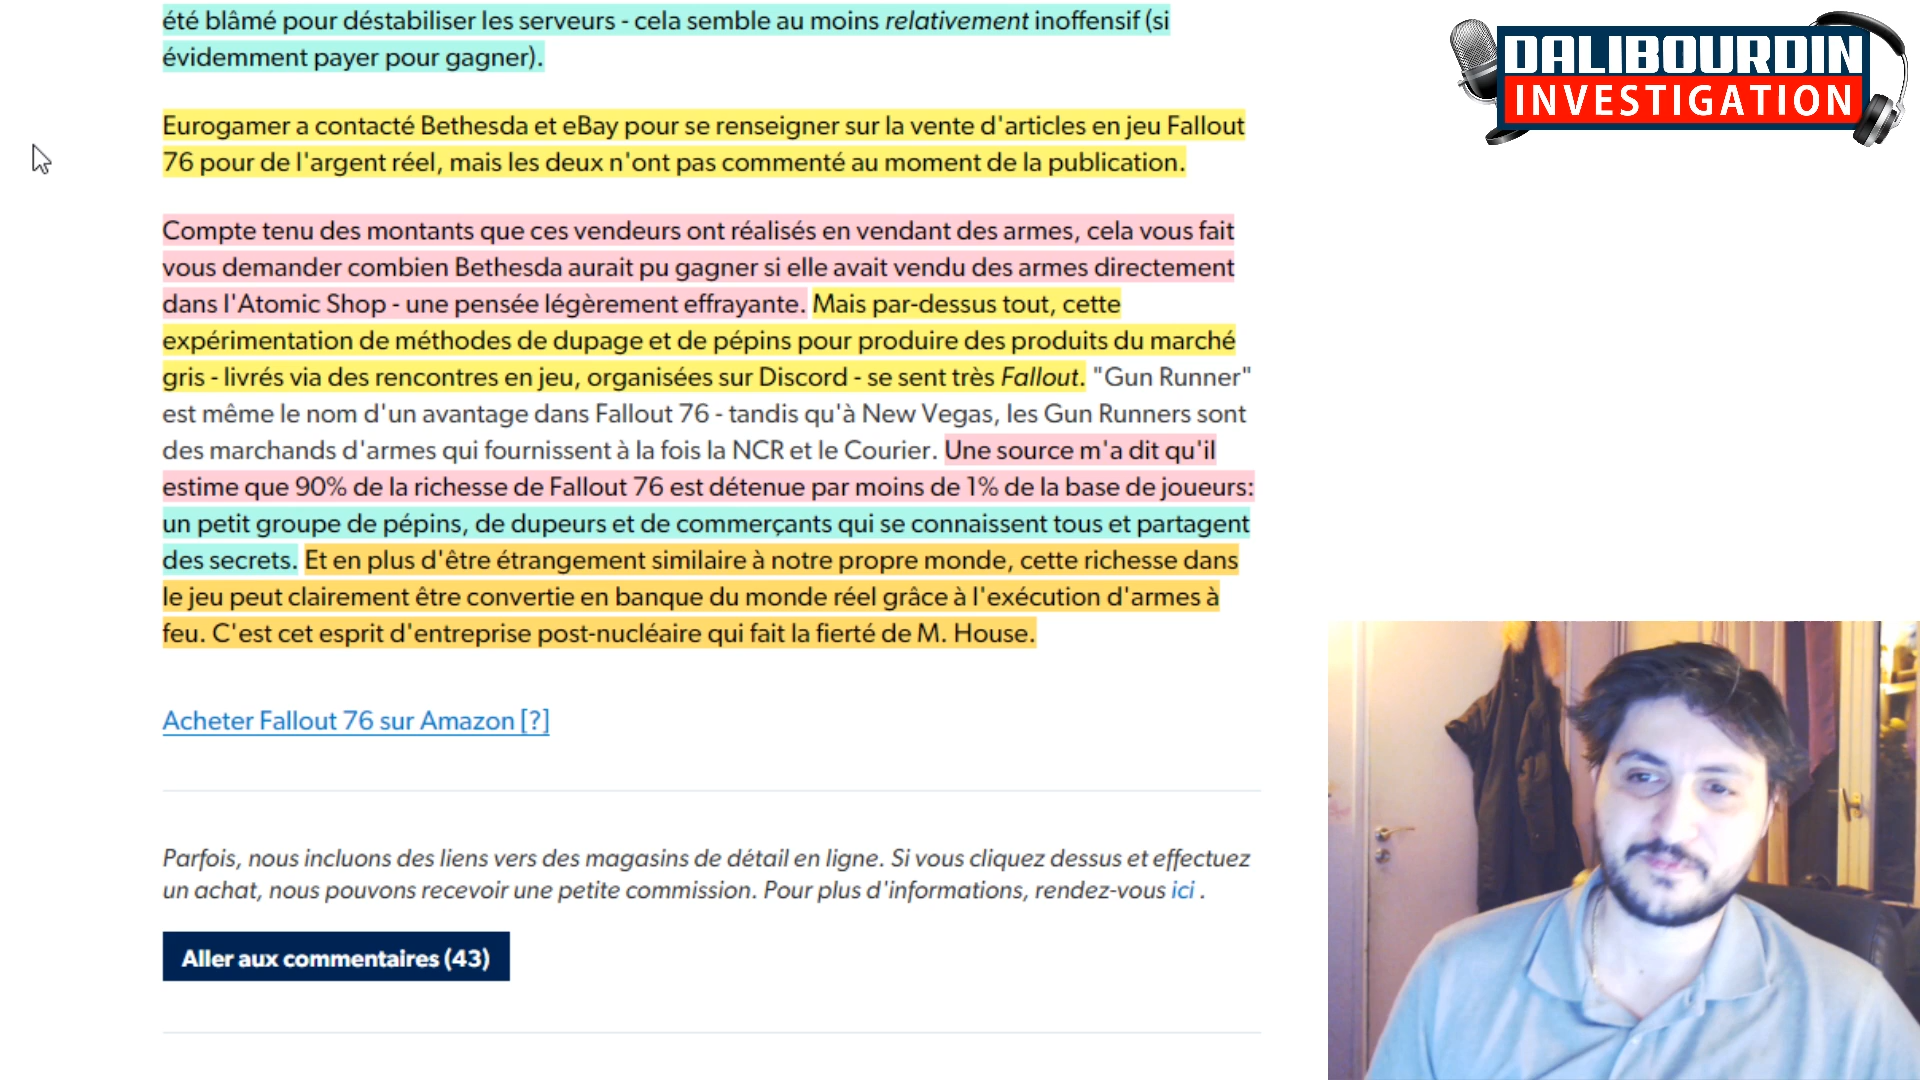 été blâmé pour déstabiliser les serveurs - cela semble au moins relativement inoffensif (si
évidemment payer pour gagner).
Eurogamer a contacté Bethesda et eBay pour se renseigner sur la vente d'articles en jeu Fallout
76 pour de l'argent réel, mais les deux n'ont pas commenté au moment de la publication.
Compte tenu des montants que ces vendeurs ont réalisés en vendant des armes, cela vous fait
vous demander combien Bethesda aurait pu gagner si elle avait vendu des armes directement
dans l'Atomic Shop - une pensée légèrement effrayante. Mais par-dessus tout, cette
expérimentation de méthodes de dupage et de pépins pour produire des produits du marché
gris - livrés via des rencontres en jeu, organisées sur Discord - se sent très Fallout. "Gun Runner"
est même le nom d'un avantage dans Fallout 76 - tandis qu'à New Vegas, les Gun Runners sont
des marchands d'armes qui fournissent à la fois la NCR et le Courier. Une source m'a dit qu'il
estime que 90% de la richesse de Fallout 76 est détenue par moins de 1% de la base de joueurs:
un petit groupe de pépins, de dupeurs et de commerçants qui se connaissent tous et partagent
des secrets. Et en plus d'être étrangement similaire à notre propre monde, cette richesse dans
le jeu peut clairement être convertie en banque du monde réel grâce à l'exécution d'armes à
feu. C'est cet esprit d'entreprise post-nucléaire qui fait la fierté de M. House.
Acheter Fallout 76 sur Amazon [?]
Parfois, nous incluons des liens vers des magasins de détail en ligne. Si vous cliquez dessus et effectuez
un achat, nous pouvons recevoir une petite commission. Pour plus d'informations, rendez-vous ici .
Aller aux commentaires (43)
DALIBOURDIN
INVESTIGATION